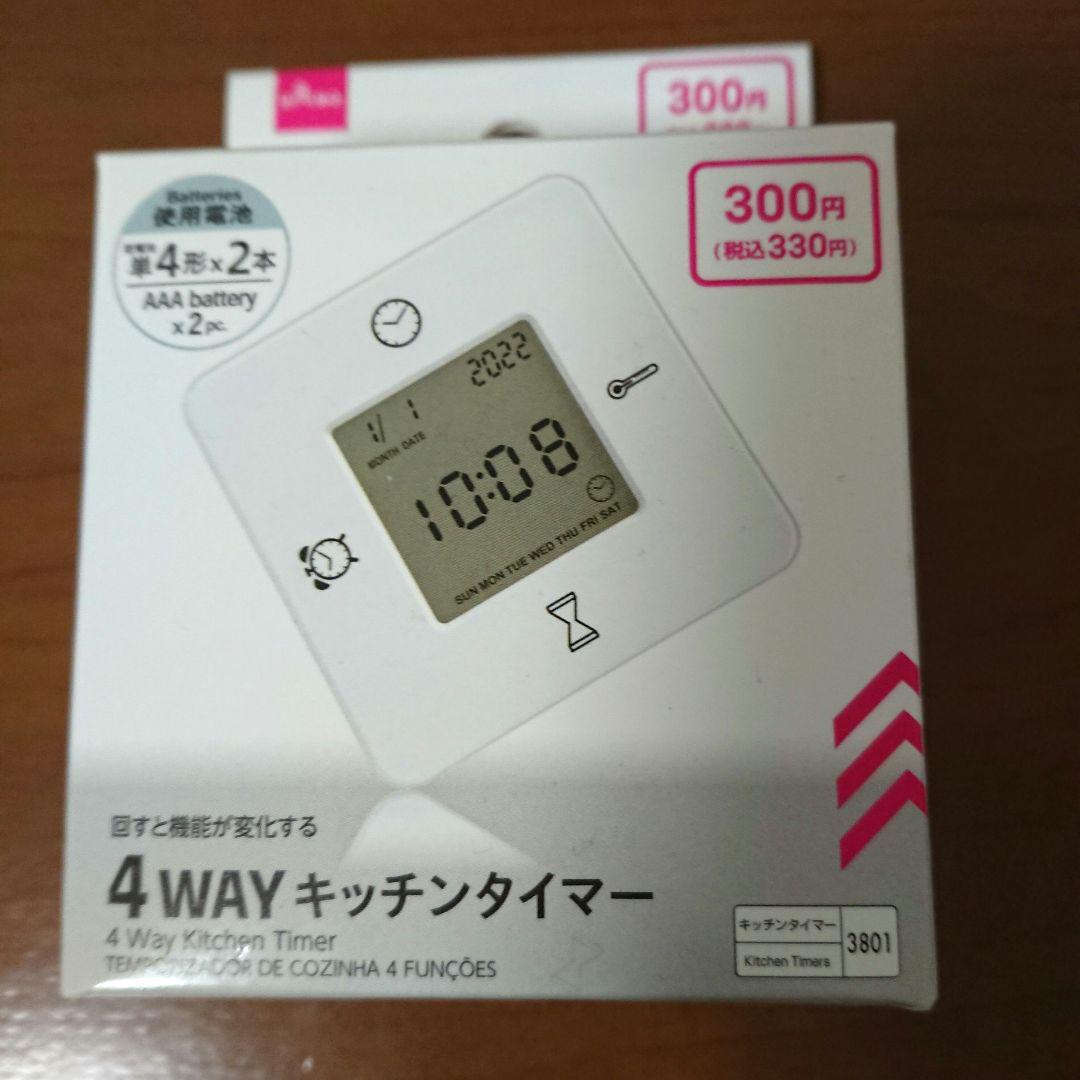 300円
Batteries
使用電池
単4形x2本
AAA battery
x2pc.
300円
(税込330円)
2022
1/ 1
MONTH DATE
10:08
SUN MON TUE WED THU FRI SAT
回すと機能が変化する
4WAYキッチンタイマー
4 Way Kitchen Timer
TEMPORIZADOR DE COZINHA 4 FUNÇÕES
キッチンタイマー
Kitchen Timers
3801